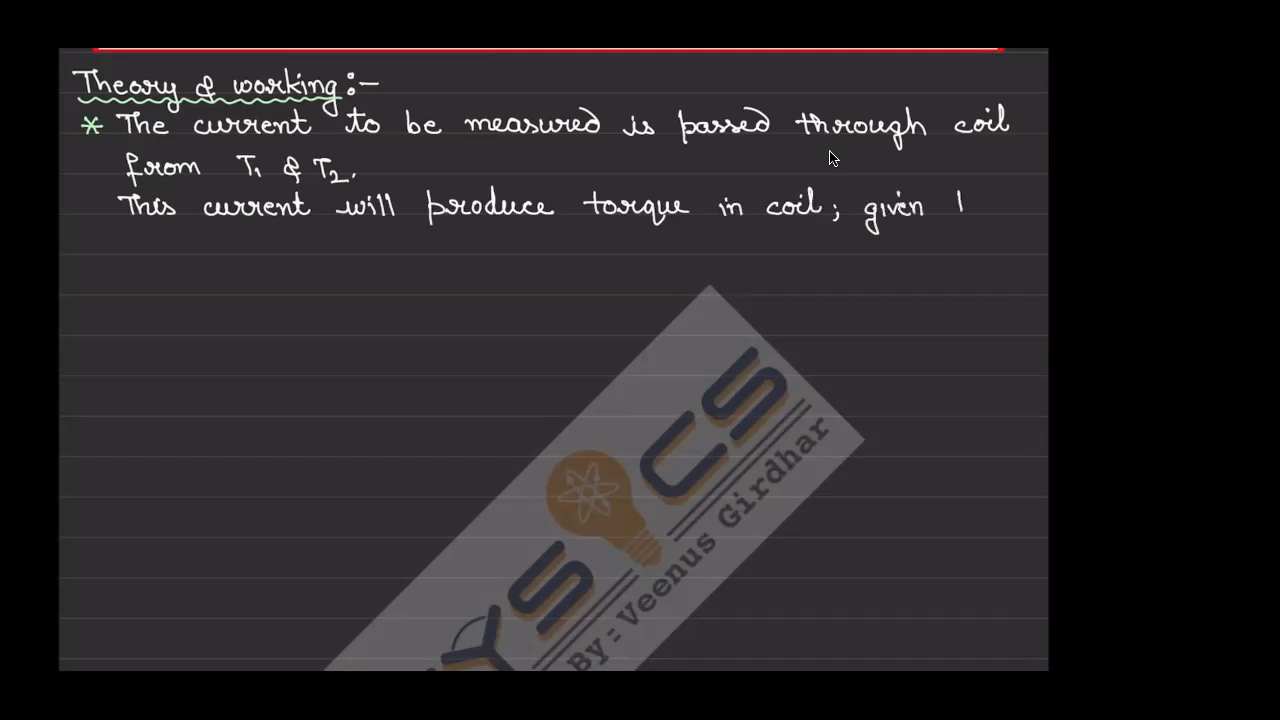 Theory & working :-
* The current to be measured is passed through coil
from T₁ & T₂.
This current will produce torque in coil; given
YSICS
By: Veenus Girdhar